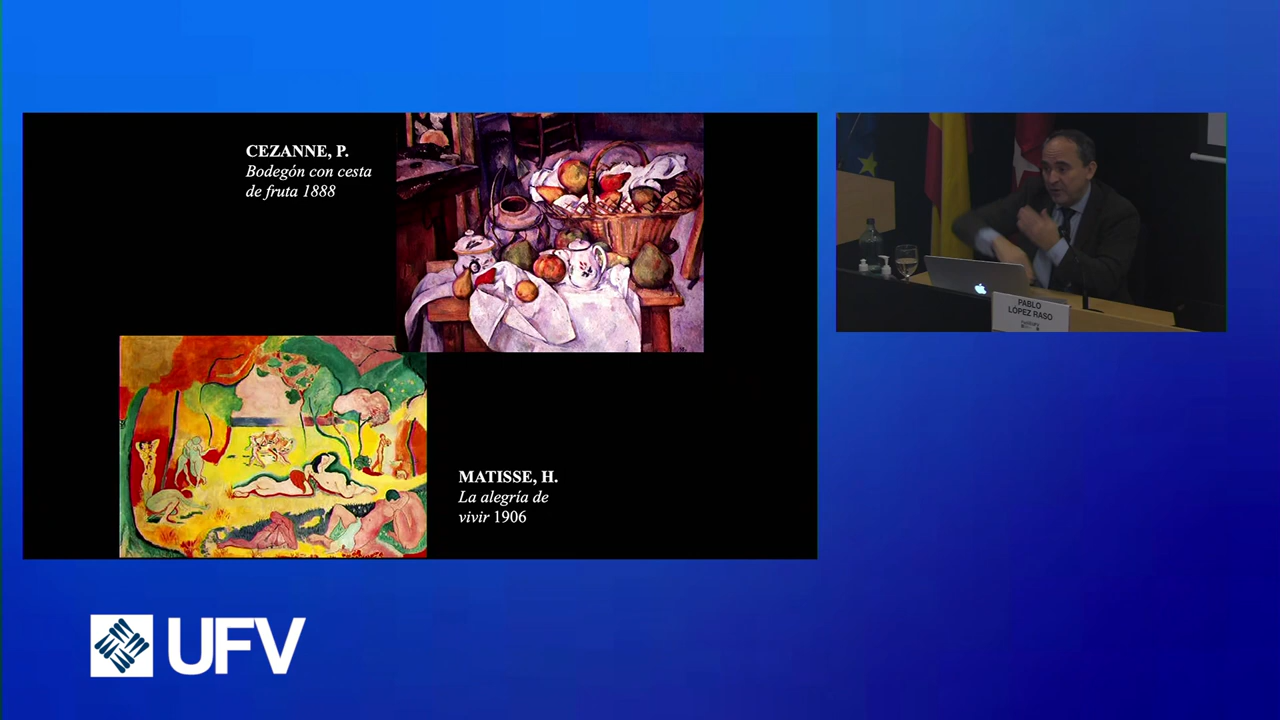 CEZANNE, P.
Bodegón con cesta
de fruta 1888
MATISSE, H.
La alegría de
vivir 1906
PABLO
LÓPEZ RASO
UFV